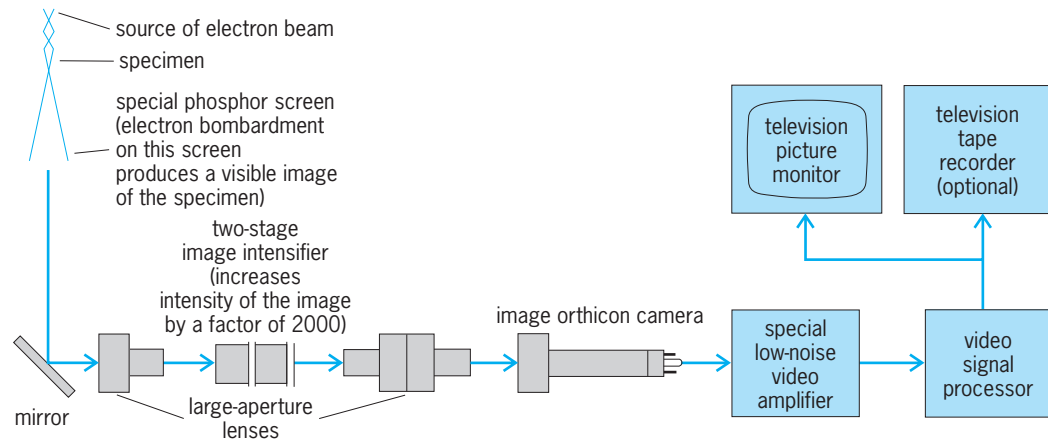 source of electron beam
specimen
special phosphor screen
(electron bombardment
on this screen
produces a visible image
of the specimen)
two-stage
image intensifier
(increases
intensity of the image
by a factor of 2000)
mirror
large-aperture
lenses
image orthicon camera
special
low-noise
video
amplifier
video
signal
processor
television
picture
monitor
television
tape
recorder
(optional)